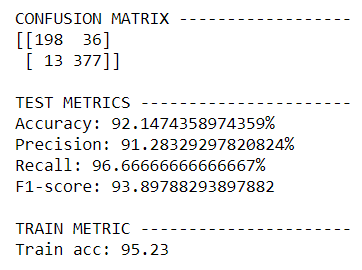 CONFUSION MATRIX ------------------
[[198  36]
 [ 13 377]]

TEST METRICS ----------------------
Accuracy: 92.1474358974359%
Precision: 91.28329297820824%
Recall: 96.66666666666667%
F1-score: 93.89788293897882

TRAIN METRIC ----------------------
Train acc: 95.23